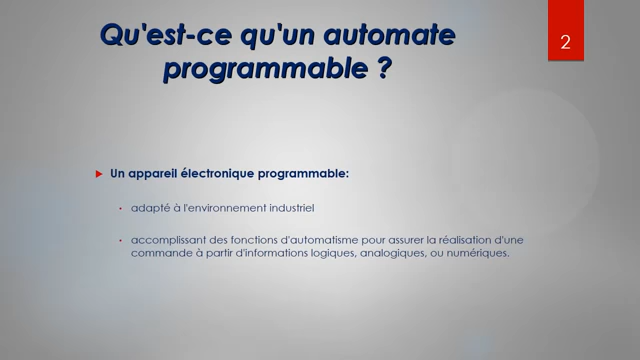 Qu'est-ce qu'un automate
programmable ?
2
Un appareil électronique programmable:
adapté à l'environnement industriel
accomplissant des fonctions d'automatisme pour assurer la réalisation d'une
commande à partir d'informations logiques, analogiques, ou numériques.